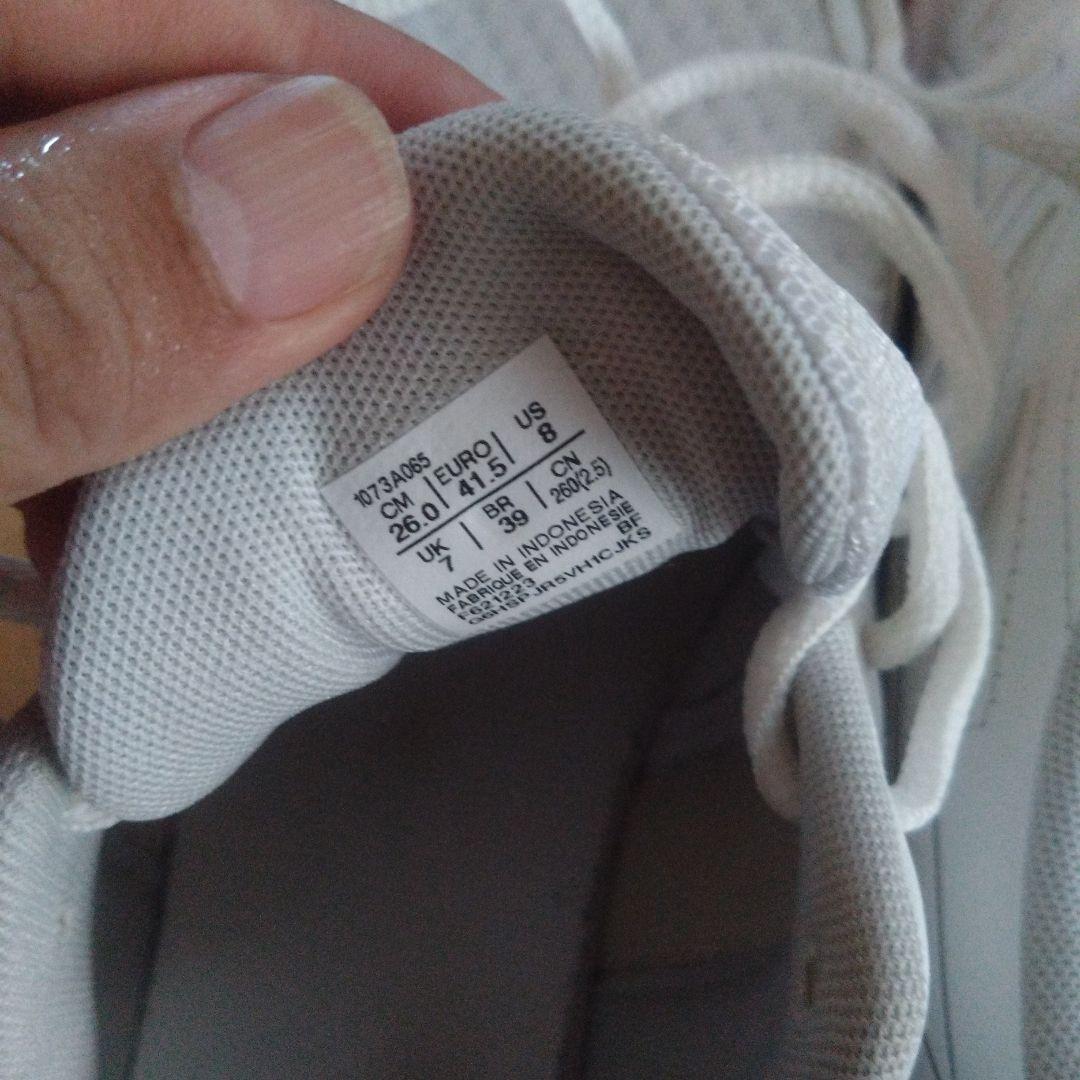 1073A065
CM | EURO | US
26.0 | 41.5 | 8
UK | BR | CN
7 | 39 | 260(2.5)
MADE IN INDONESIA
FABRIQUE EN INDONESIE
F621223 BF